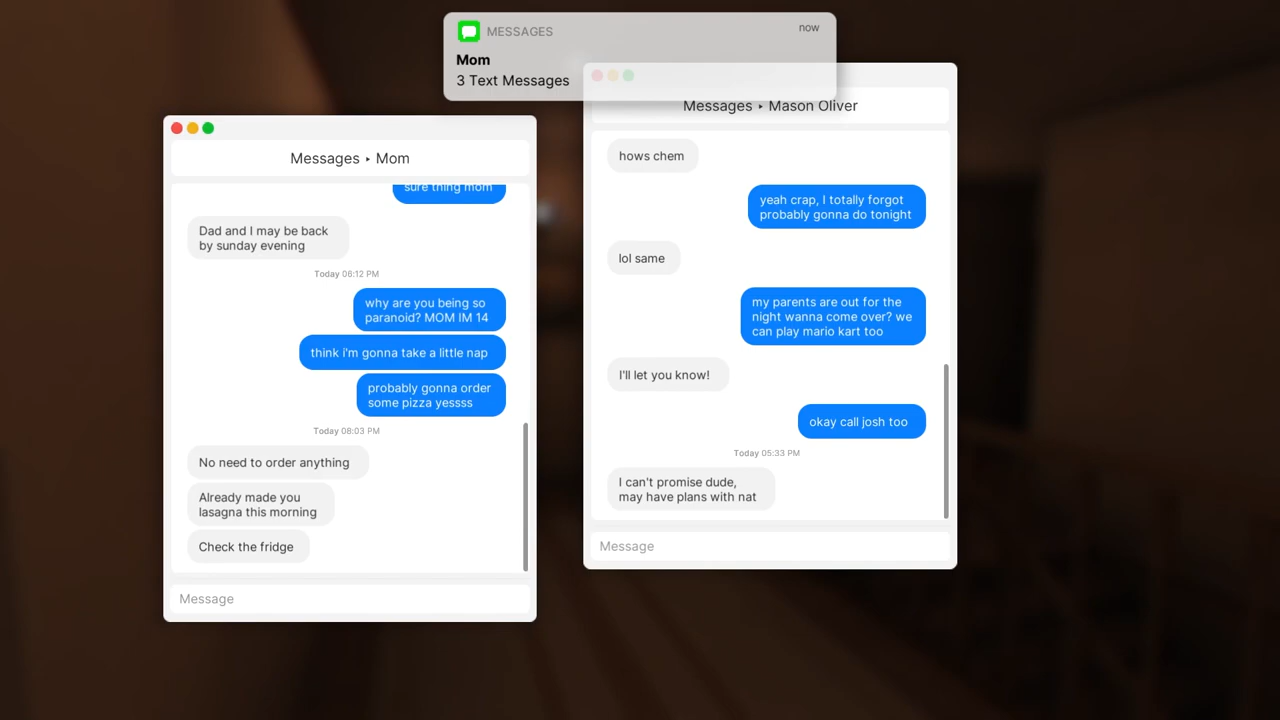 MESSAGES
now
Mom
3 Text Messages
Messages ‣ Mom
sure thing mom
Dad and I may be back
by sunday evening
Today 06:12 PM
why are you being so
paranoid? MOM IM 14
think i'm gonna take a little nap
probably gonna order
some pizza yessss
Today 08:03 PM
No need to order anything
Already made you
lasagna this morning
Check the fridge
Message
Messages ‣ Mason Oliver
hows chem
yeah crap, I totally forgot
probably gonna do tonight
lol same
my parents are out for the
night wanna come over? we
can play mario kart too
I'll let you know!
okay call josh too
Today 05:33 PM
I can't promise dude,
may have plans with nat
Message